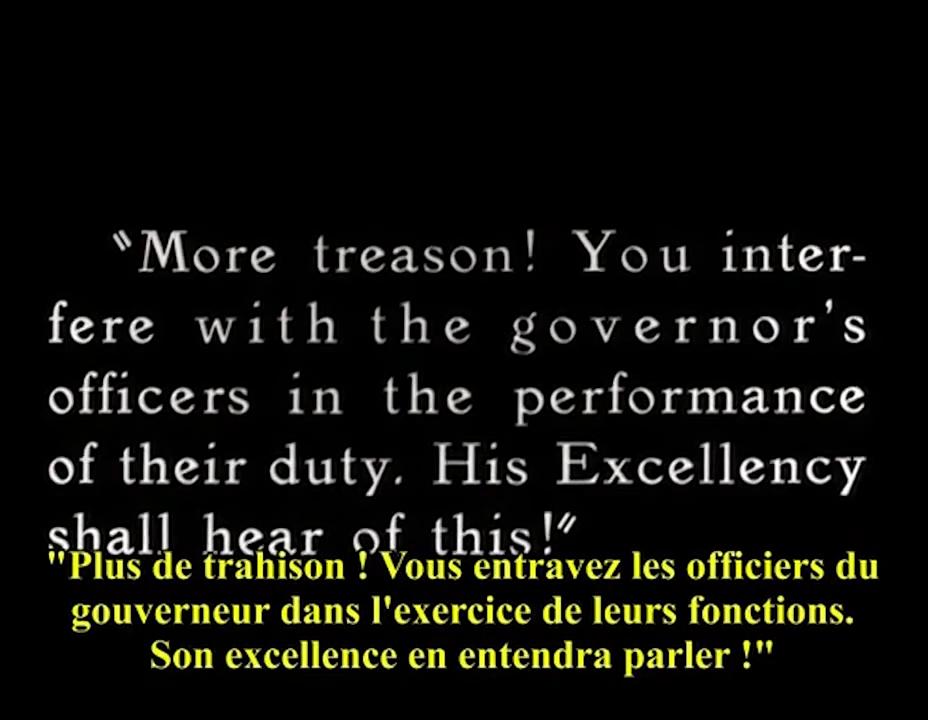 "More treason! You inter-
fere with the governor's
officers in the performance
of their duty. His Excellency
shall hear of this!"
"Plus de trahison ! Vous entravez les officiers du
gouverneur dans l'exercice de leurs fonctions.
Son excellence en entendra parler !"